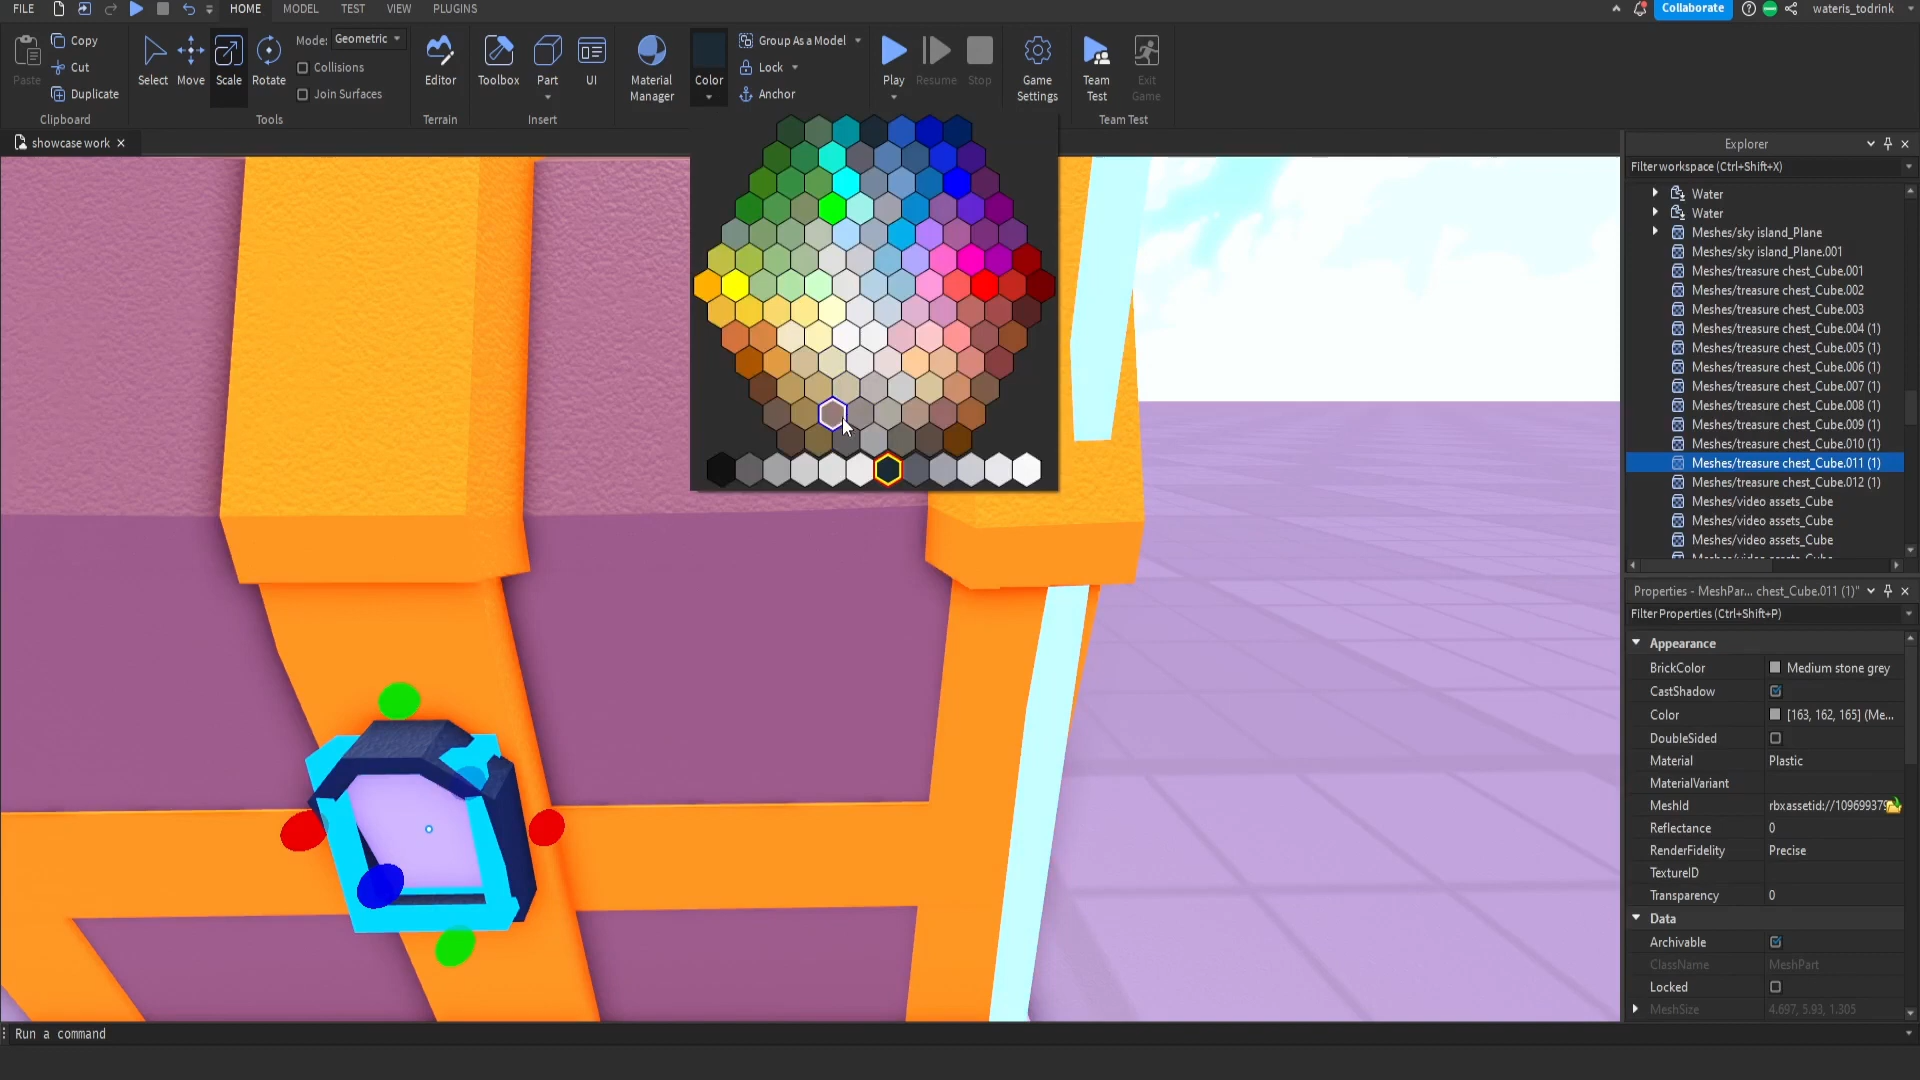 FILE
HOME
MODEL
TEST
VIEW
PLUGINS
Collaborate
wateris_todrink
Paste
Copy
Cut
Duplicate
Clipboard
Select
Move
Scale
Rotate
Mode:
Geometric
Collisions
Join Surfaces
Tools
Editor
Terrain
Toolbox
Part
UI
Insert
Material
Manager
Color
Group As a Model
Lock
Anchor
Play
Resume
Stop
Game
Settings
Team
Test
Exit
Game
Team Test
showcase work
Explorer
Filter workspace (Ctrl+Shift+X)
Water
Water
Meshes/sky island_Plane
Meshes/sky island_Plane.001
Meshes/treasure chest_Cube.001
Meshes/treasure chest_Cube.002
Meshes/treasure chest_Cube.003
Meshes/treasure chest_Cube.004 (1)
Meshes/treasure chest_Cube.005 (1)
Meshes/treasure chest_Cube.006 (1)
Meshes/treasure chest_Cube.007 (1)
Meshes/treasure chest_Cube.008 (1)
Meshes/treasure chest_Cube.009 (1)
Meshes/treasure chest_Cube.010 (1)
Meshes/treasure chest_Cube.011 (1)
Meshes/treasure chest_Cube.012 (1)
Meshes/video assets_Cube
Meshes/video assets_Cube
Meshes/video assets_Cube
Properties - MeshPar... chest_Cube.011 (1)"
Filter Properties (Ctrl+Shift+P)
Appearance
BrickColor Medium stone grey
CastShadow
Color [163, 162, 165] (Me...
DoubleSided
Material Plastic
MaterialVariant
MeshId rbxassetid://109699379
Reflectance 0
RenderFidelity Precise
TextureID
Transparency 0
Data
Archivable
ClassName MeshPart
Locked
MeshSize 4.697, 5.93, 1.305
Run a command